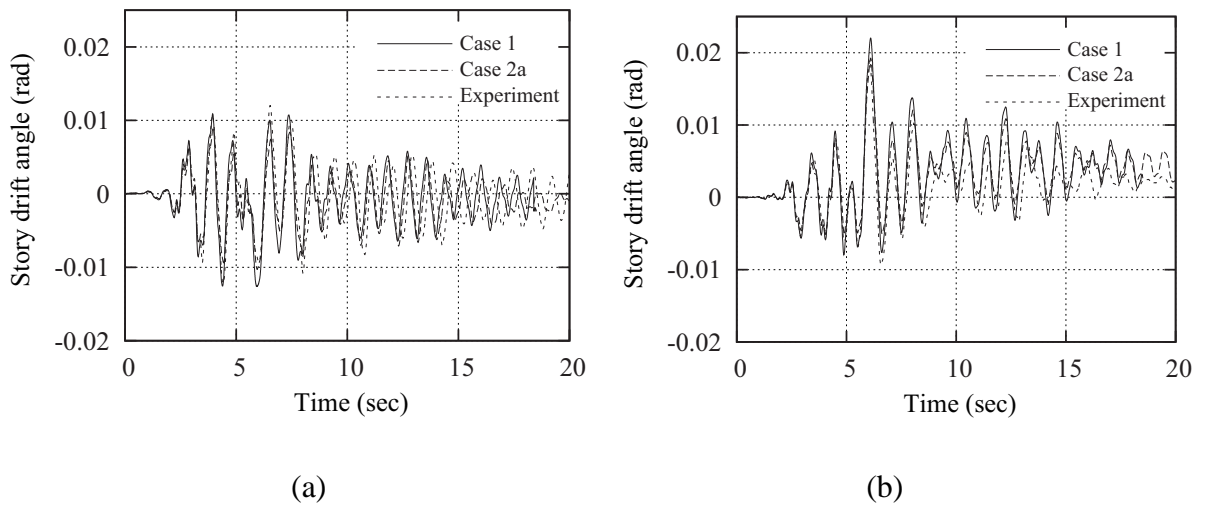 Story drift angle (rad)
0.02
0.01
0
-0.01
-0.02
Case 1
Case 2a
Experiment
0
5
10
15
20
Time (sec)
(a)
Story drift angle (rad)
0.02
0.01
0
-0.01
-0.02
Case 1
Case 2a
Experiment
0
5
10
15
20
Time (sec)
(b)